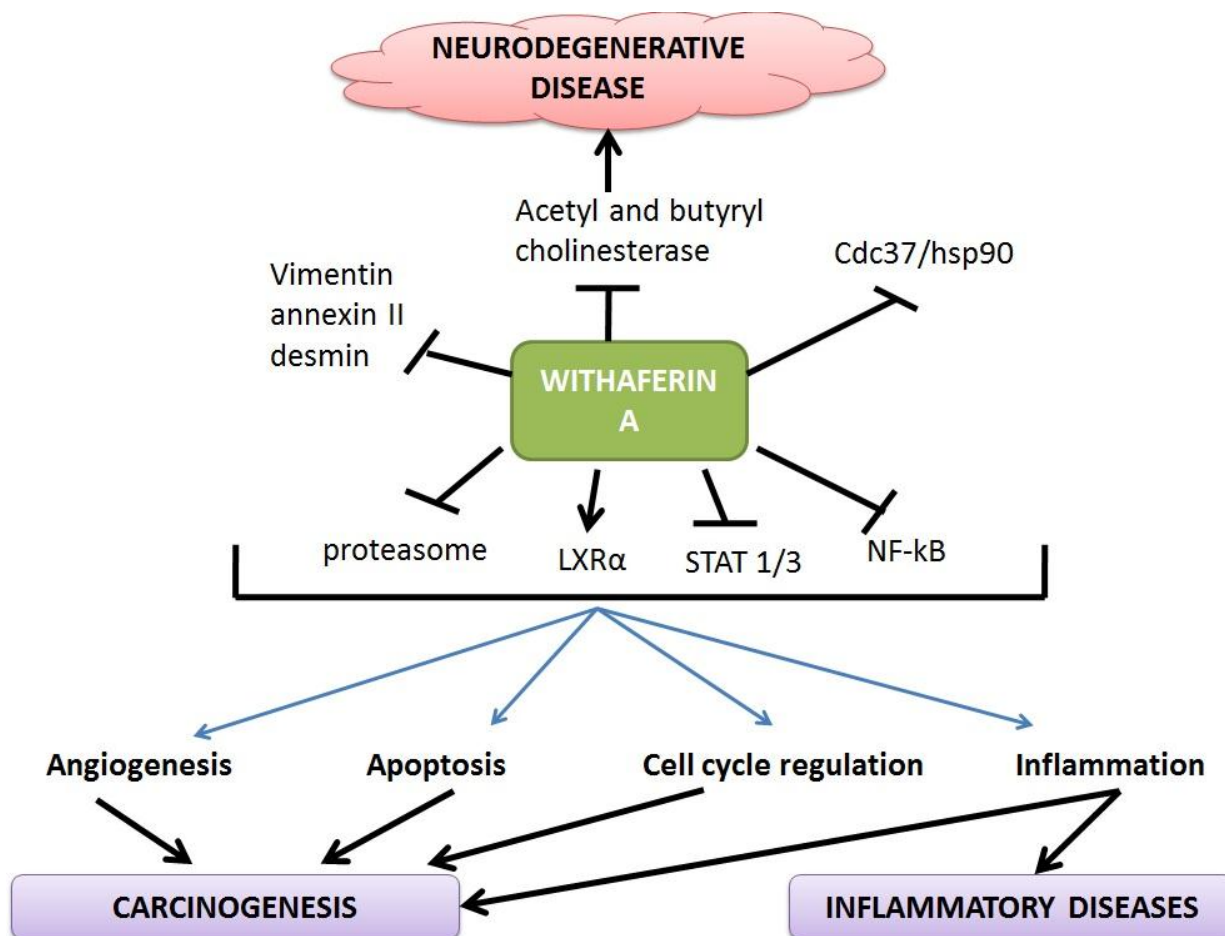 NEURODEGENERATIVE
DISEASE
Acetyl and butyryl
cholinesterase
Cdc37/hsp90
Vimentin
annexin II
desmin
WITHAFERIN
A
proteasome
LXRα
STAT 1/3
NF-kB
Angiogenesis
Apoptosis
Cell cycle regulation
Inflammation
CARCINOGENESIS
INFLAMMATORY DISEASES